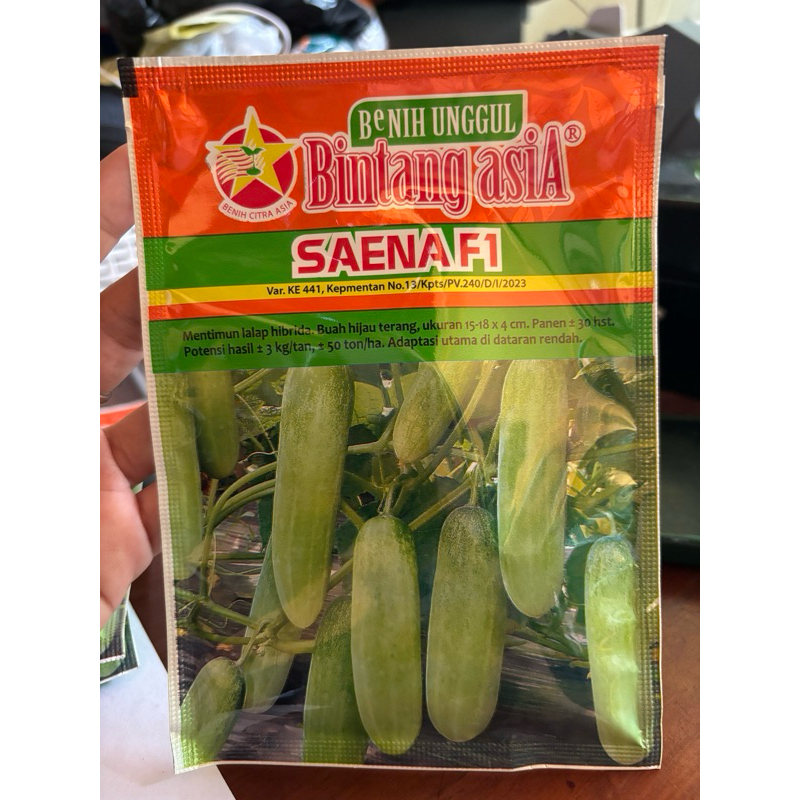 BeNIH UNGGUL
Bintang asiA®
BENIH CITRA ASIA
SAENA F1
Var. KE 441, Kepmentan No.13/Kpts/PV.240/D/I/2023
Mentimun lalap hibrida. Buah hijau terang, ukuran 15-18 x 4 cm. Panen ± 30 hst.
Potensi hasil ± 3 kg/tan, ± 50 ton/ha. Adaptasi utama di dataran rendah.